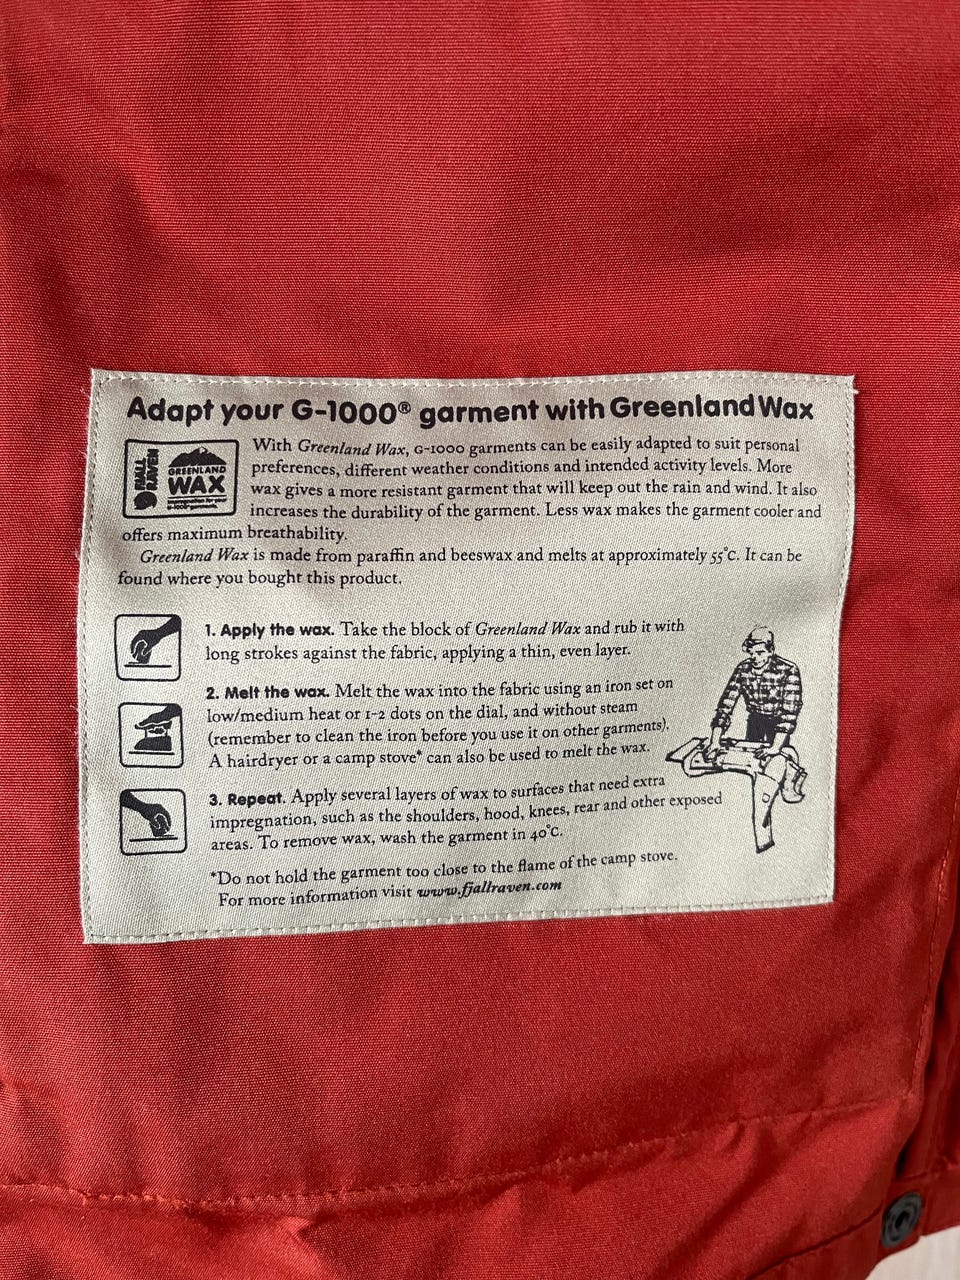 Adapt your G-1000® garment with Greenland Wax
FJÄLL
RÄVEN
GREENLAND
WAX
With Greenland Wax, G-1000 garments can be easily adapted to suit personal
preferences, different weather conditions and intended activity levels. More
wax gives a more resistant garment that will keep out the rain and wind. It also
increases the durability of the garment. Less wax makes the garment cooler and
offers maximum breathability.
Greenland Wax is made from paraffin and beeswax and melts at approximately 55°C. It can be
found where you bought this product.
1. Apply the wax. Take the block of Greenland Wax and rub it with
long strokes against the fabric, applying a thin, even layer.
2. Melt the wax. Melt the wax into the fabric using an iron set on
low/medium heat or 1-2 dots on the dial, and without steam
(remember to clean the iron before you use it on other garments).
A hairdryer or a camp stove* can also be used to melt the wax.
3. Repeat. Apply several layers of wax to surfaces that need extra
impregnation, such as the shoulders, hood, knees, rear and other exposed
areas. To remove wax, wash the garment in 40°C.
*Do not hold the garment too close to the flame of the camp stove.
For more information visit www.fjallraven.com